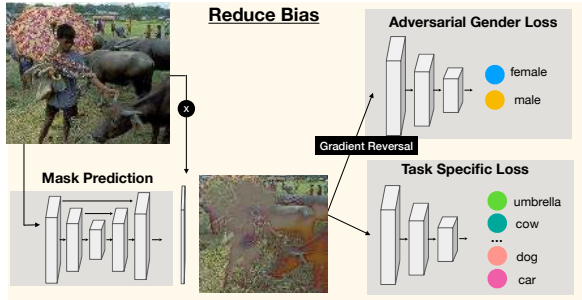 Reduce Bias
Adversarial Gender Loss
female
male
x
Gradient Reversal
Mask Prediction
Task Specific Loss
umbrella
cow
...
dog
car